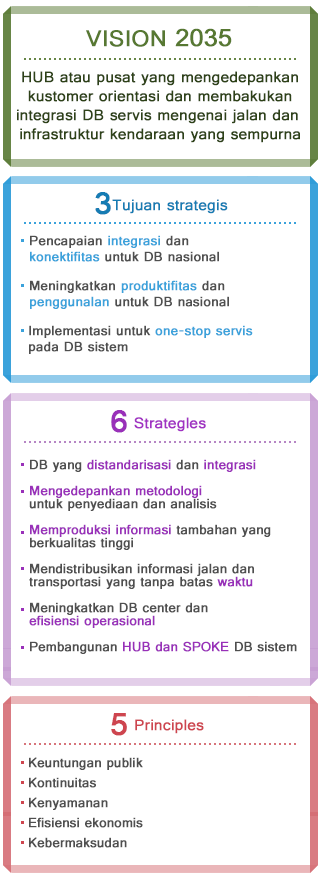 VISION 2035
HUB atau pusat yang mengedepankan
kustomer orientasi dan membakukan
integrasi DB servis mengenai jalan dan
infrastruktur kendaraan yang sempurna
3 Tujuan strategis
• Pencapaian integrasi dan
konektifitas untuk DB nasional
• Meningkatkan produktifitas dan
penggunalan untuk DB nasional
• Implementasi untuk one-stop servis
pada DB sistem
6 Strategles
• DB yang distandarisasi dan integrasi
• Mengedepankan metodologi
untuk penyediaan dan analisis
• Memproduksi informasi tambahan yang
berkualitas tinggi
• Mendistribusikan informasi jalan dan
transportasi yang tanpa batas waktu
• Meningkatkan DB center dan
efisiensi operasional
• Pembangunan HUB dan SPOKE DB sistem
5 Principles
• Keuntungan publik
• Kontinuitas
• Kenyamanan
• Efisiensi ekonomis
• Kebermaksudan